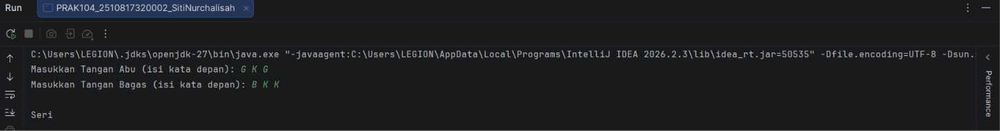 Run PRAK104_2510817320002_SitiNurchalisah
C:\Users\LEGION\.jdks\openjdk-27\bin\java.exe "-javaagent:C:\Users\LEGION\AppData\Local\Programs\IntelliJ IDEA 2026.2.3\lib\idea_rt.jar=50535" -Dfile.encoding=UTF-8 -Dsun.
Masukkan Tangan Abu (isi kata depan): G K G
Masukkan Tangan Bagas (isi kata depan): B K K
Seri
Performance